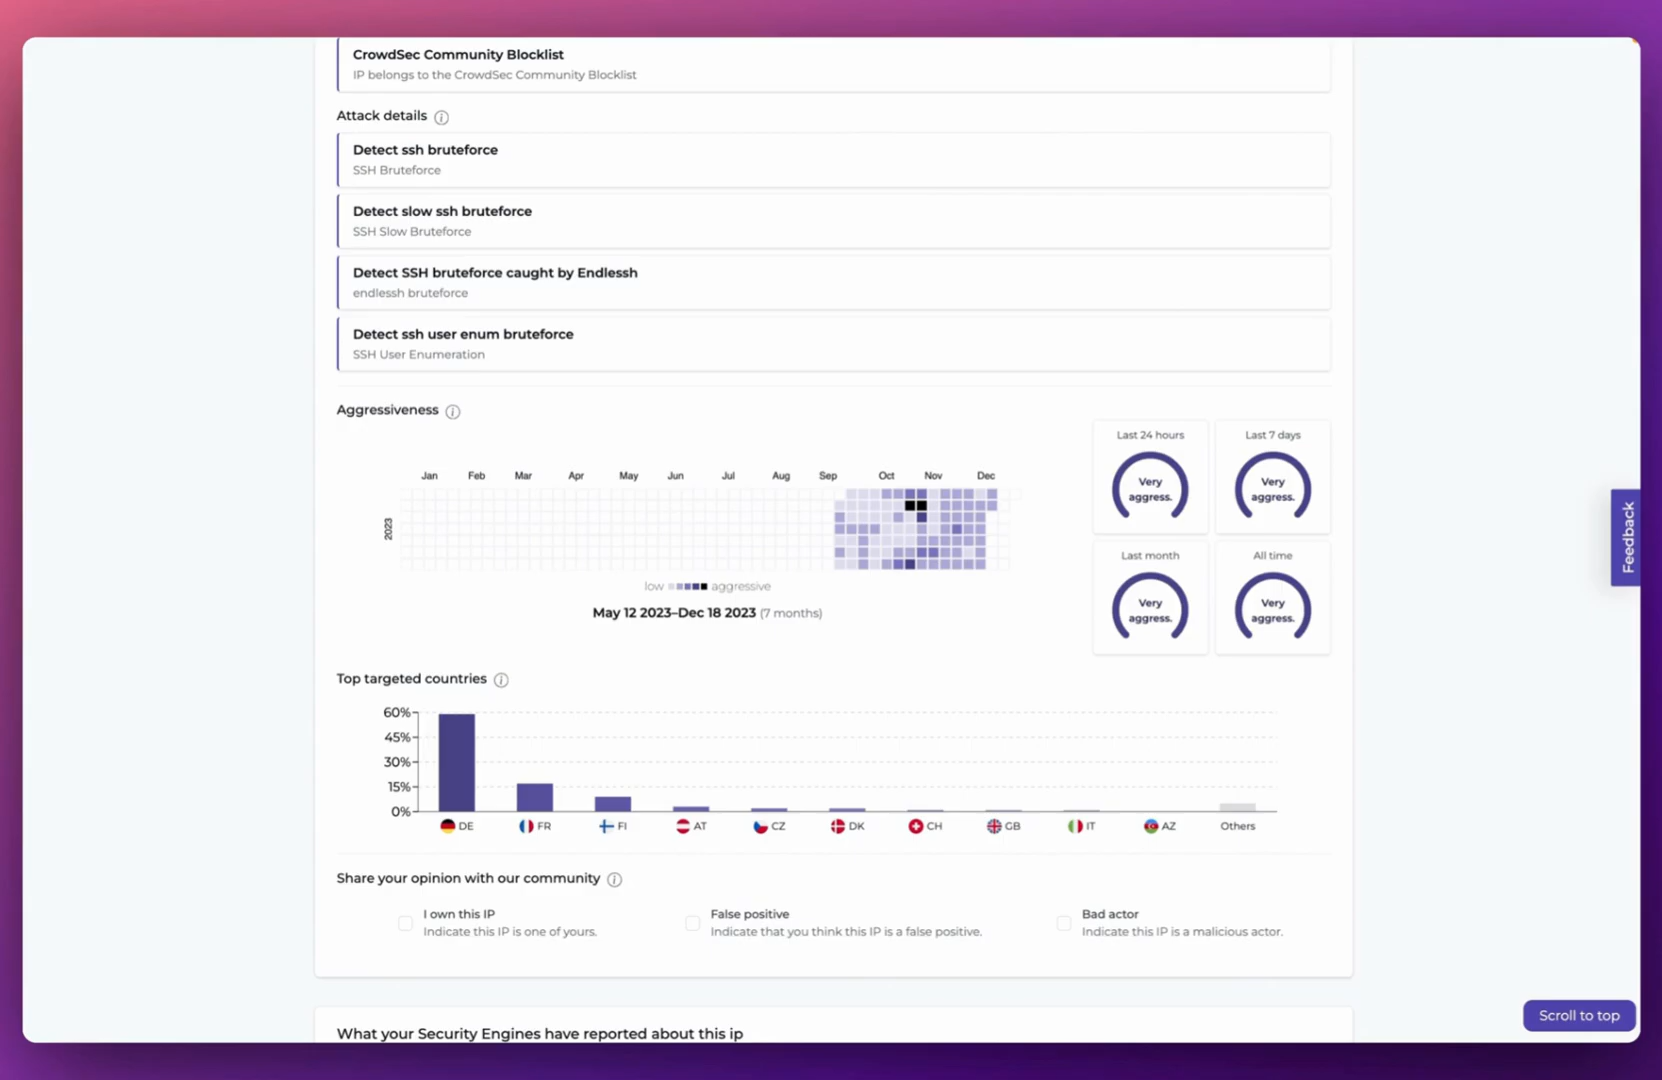 CrowdSec Community Blocklist
IP belongs to the CrowdSec Community Blocklist
Attack details
Detect ssh bruteforce
SSH Bruteforce
Detect slow ssh bruteforce
SSH Slow Bruteforce
Detect SSH bruteforce caught by Endlessh
endlessh bruteforce
Detect ssh user enum bruteforce
SSH User Enumeration
Aggressiveness
Jan Feb Mar Apr May Jun Jul Aug Sep Oct Nov Dec
2023
low aggressive
May 12 2023–Dec 18 2023 (7 months)
Last 24 hours
Very
aggress.
Last 7 days
Very
aggress.
Last month
Very
aggress.
All time
Very
aggress.
Top targeted countries
60%
45%
30%
15%
0%
DE FR FI AT CZ DK CH GB IT AZ Others
Share your opinion with our community
I own this IP
Indicate this IP is one of yours.
False positive
Indicate that you think this IP is a false positive.
Bad actor
Indicate this IP is a malicious actor.
What your Security Engines have reported about this ip
Feedback
Scroll to top